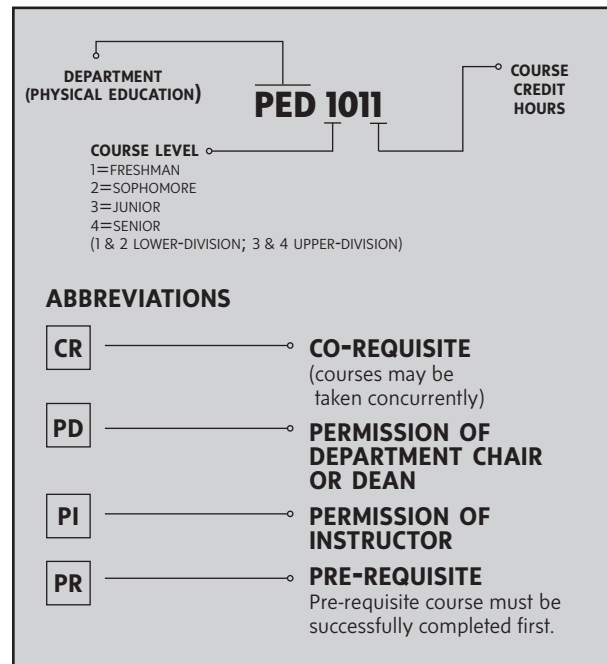 DEPARTMENT
(PHYSICAL EDUCATION)
PED 1011
COURSE
CREDIT
HOURS
COURSE LEVEL
1=FRESHMAN
2=SOPHOMORE
3=JUNIOR
4=SENIOR
(1 & 2 LOWER-DIVISION; 3 & 4 UPPER-DIVISION)
ABBREVIATIONS
CR
CO-REQUISITE
(courses may be
taken concurrently)
PD
PERMISSION OF
DEPARTMENT CHAIR
OR DEAN
PI
PERMISSION OF
INSTRUCTOR
PR
PRE-REQUISITE
Pre-requisite course must be
successfully completed first.